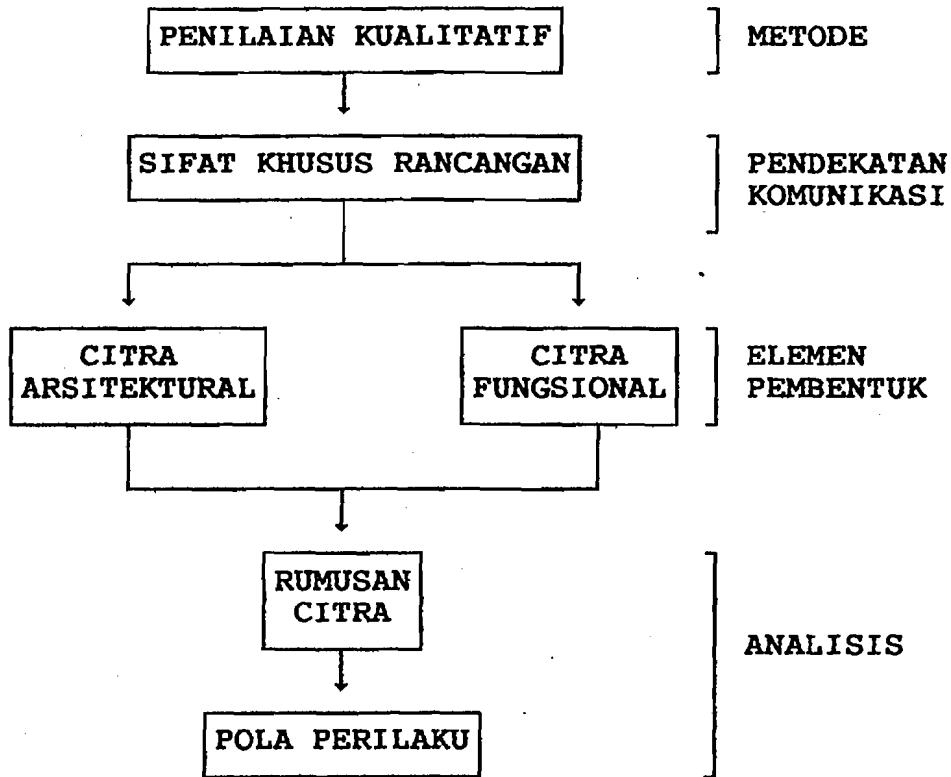 PENILAIAN KUALITATIF
METODE
SIFAT KHUSUS RANCANGAN
PENDEKATAN
KOMUNIKASI
CITRA
ARSITEKTURAL
CITRA
FUNGSIONAL
ELEMEN
PEMBENTUK
RUMUSAN
CITRA
ANALISIS
POLA PERILAKU